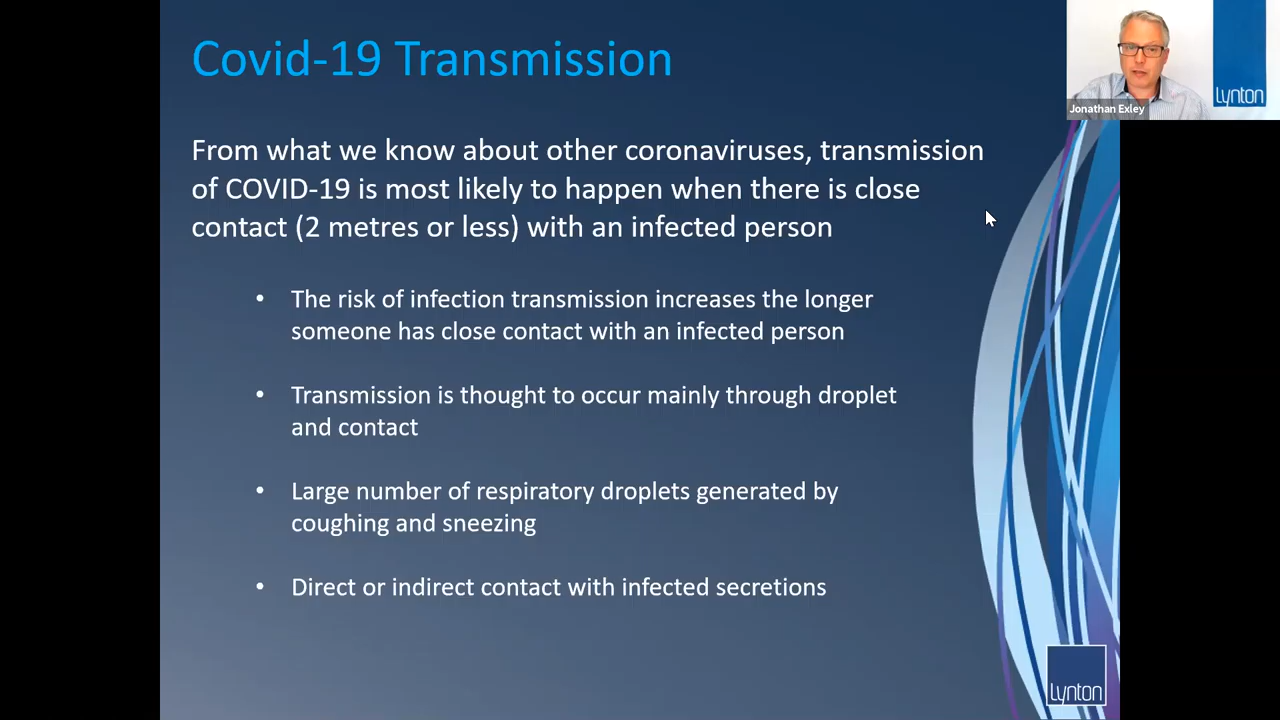 Covid-19 Transmission
From what we know about other coronaviruses, transmission
of COVID-19 is most likely to happen when there is close
contact (2 metres or less) with an infected person
• The risk of infection transmission increases the longer
someone has close contact with an infected person
• Transmission is thought to occur mainly through droplet
and contact
• Large number of respiratory droplets generated by
coughing and sneezing
• Direct or indirect contact with infected secretions
Lynton
Jonathan Exley
Lynton